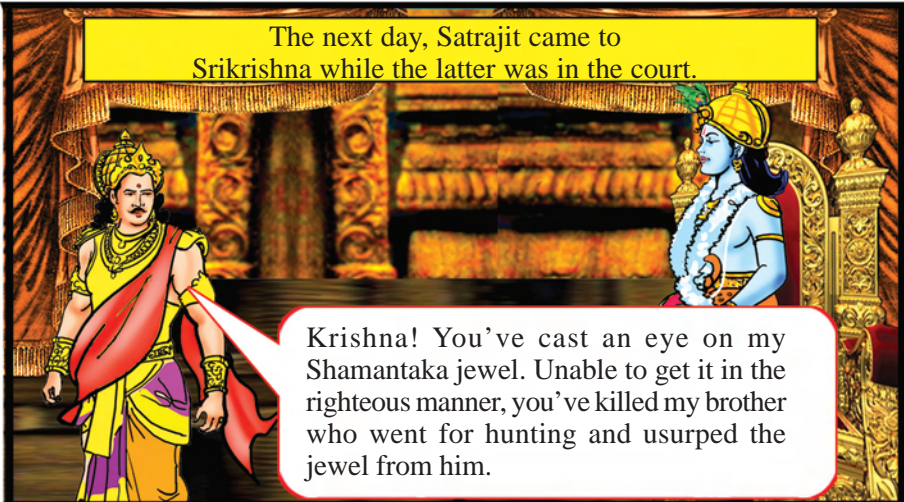 The next day, Satrajit came to
Srikrishna while the latter was in the court.
Krishna! You've cast an eye on my
Shamantaka jewel. Unable to get it in the
righteous manner, you've killed my brother
who went for hunting and usurped the
jewel from him.